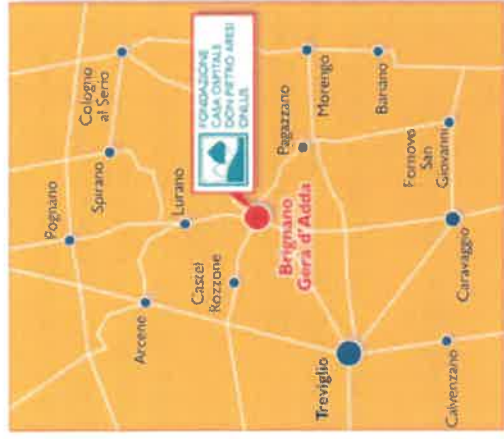 Cologno
al Serio
Pognano
Spirano
FONDAZIONE
CASA OSPITALE
DON PIETRO ARESI
ONLUS
Lurano
Morengo
Bariano
Pagazzano
Arcene
Castel
Rozzone
Brignano
Gera d'Adda
Fornovo
San
Giovanni
Treviglio
Caravaggio
Calvenzano